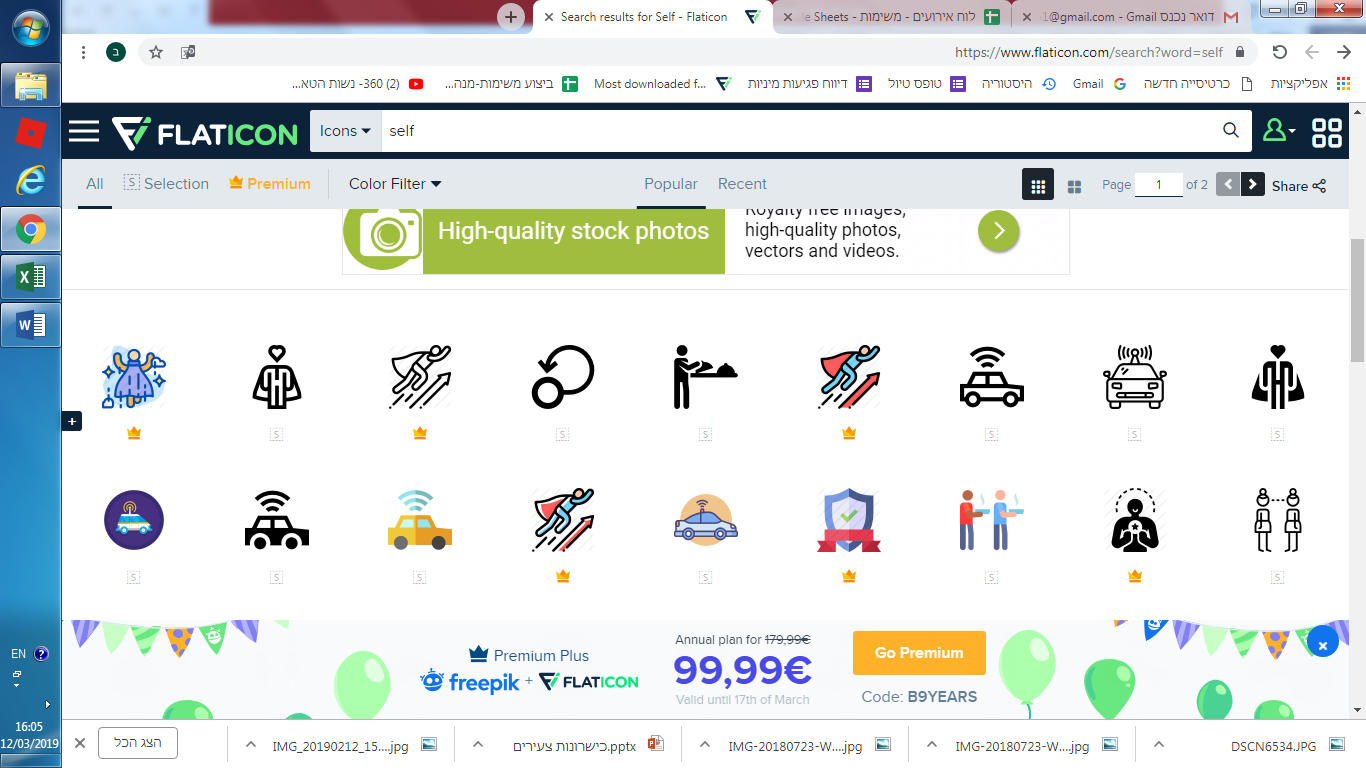 Search results for Self - Flaticon
לוח אירועים - משימות - le Sheets
דואר נכנס - 1@gmail.com - Gmail
ב
https://www.flaticon.com/search?word=self
אפליקציות
כרטיסייה חדשה
Gmail
היסטוריה
טופס טיול
דיווח פגיעות מיניות
Most downloaded f...
ביצוע משימות-מנה...
(2) 360- נשות הטא...
FLATICON
Icons
self
All
S Selection
Premium
Color Filter
Popular
Recent
Page 1 of 2
Share
High-quality stock photos
Royalty free images,
high-quality photos,
vectors and videos.
S
S
S
S
S
S
S
S
S
S
S
S
S
Premium Plus
freepik + FLATICON
Annual plan for 179,99€
99,99€
Valid until 17th of March
Go Premium
Code: B9YEARS
EN
16:05
12/03/2019
הצג הכל
IMG_20190212_15....jpg
כישרונות צעירים.pptx
IMG-20180723-W....jpg
IMG-20180723-W....jpg
DSCN6534.JPG